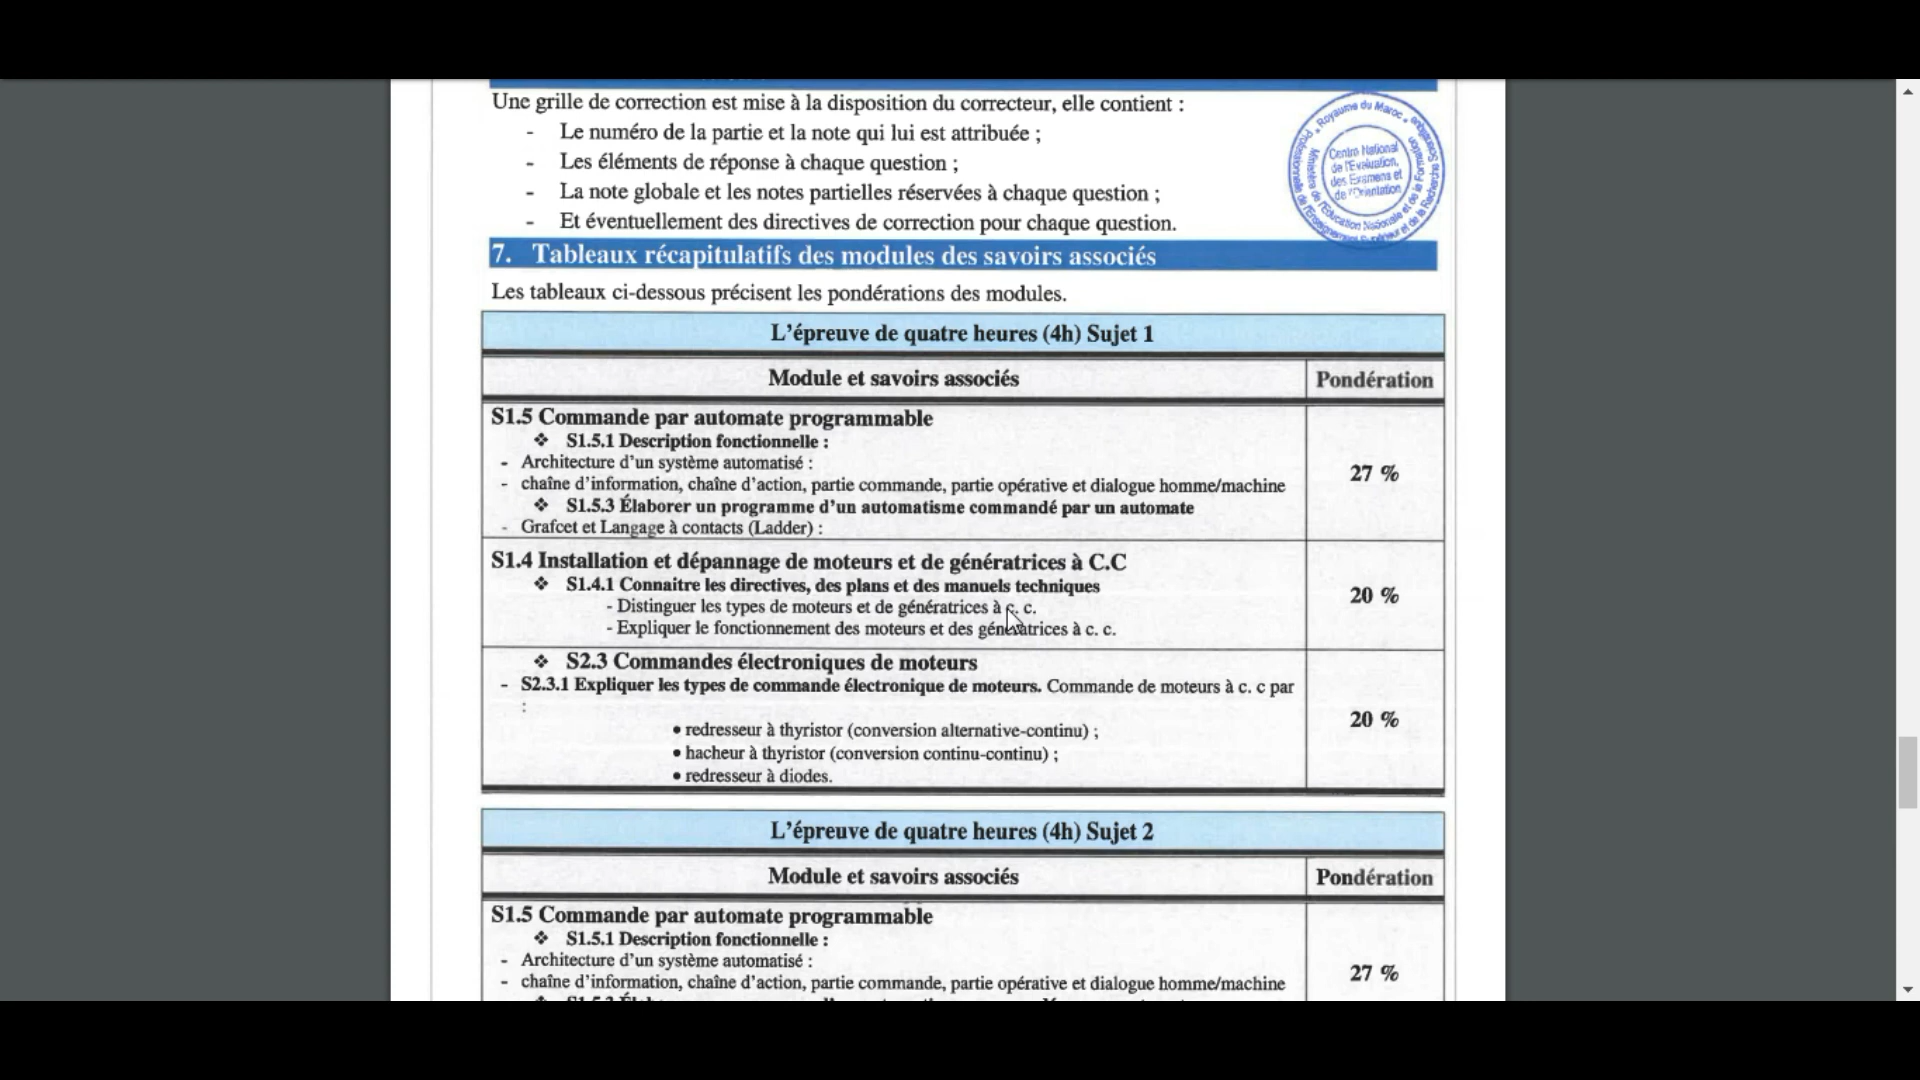 Une grille de correction est mise à la disposition du correcteur, elle contient :
- Le numéro de la partie et la note qui lui est attribuée ;
- Les éléments de réponse à chaque question ;
- La note globale et les notes partielles réservées à chaque question ;
- Et éventuellement des directives de correction pour chaque question.
Royaume du Maroc
Centre National
de l'Evaluation,
des Examens et
de l'Orientation
7. Tableaux récapitulatifs des modules des savoirs associés
Les tableaux ci-dessous précisent les pondérations des modules.
L'épreuve de quatre heures (4h) Sujet 1
Module et savoirs associés
Pondération
S1.5 Commande par automate programmable
❖ S1.5.1 Description fonctionnelle :
- Architecture d'un système automatisé :
- chaîne d'information, chaîne d'action, partie commande, partie opérative et dialogue homme/machine
❖ S1.5.3 Élaborer un programme d'un automatisme commandé par un automate
- Grafcet et Langage à contacts (Ladder) :
27 %
S1.4 Installation et dépannage de moteurs et de génératrices à C.C
❖ S1.4.1 Connaitre les directives, des plans et des manuels techniques
- Distinguer les types de moteurs et de génératrices à c. c.
- Expliquer le fonctionnement des moteurs et des génératrices à c. c.
20 %
❖ S2.3 Commandes électroniques de moteurs
- S2.3.1 Expliquer les types de commande électronique de moteurs. Commande de moteurs à c. c par
:
• redresseur à thyristor (conversion alternative-continu) ;
• hacheur à thyristor (conversion continu-continu) ;
• redresseur à diodes.
20 %
L'épreuve de quatre heures (4h) Sujet 2
Module et savoirs associés
Pondération
S1.5 Commande par automate programmable
❖ S1.5.1 Description fonctionnelle :
- Architecture d'un système automatisé :
- chaîne d'information, chaîne d'action, partie commande, partie opérative et dialogue homme/machine
27 %